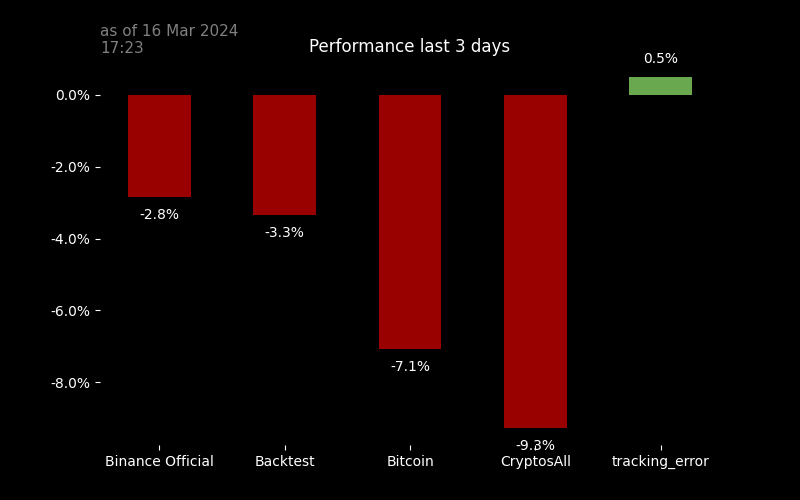 as of 16 Mar 2024
17:23
Performance last 3 days
0.5%
0.0%
-2.0%
-2.8%
-3.3%
-4.0%
-6.0%
-7.1%
-8.0%
-9.3%
Binance Official
Backtest
Bitcoin
CryptosAll
tracking_error